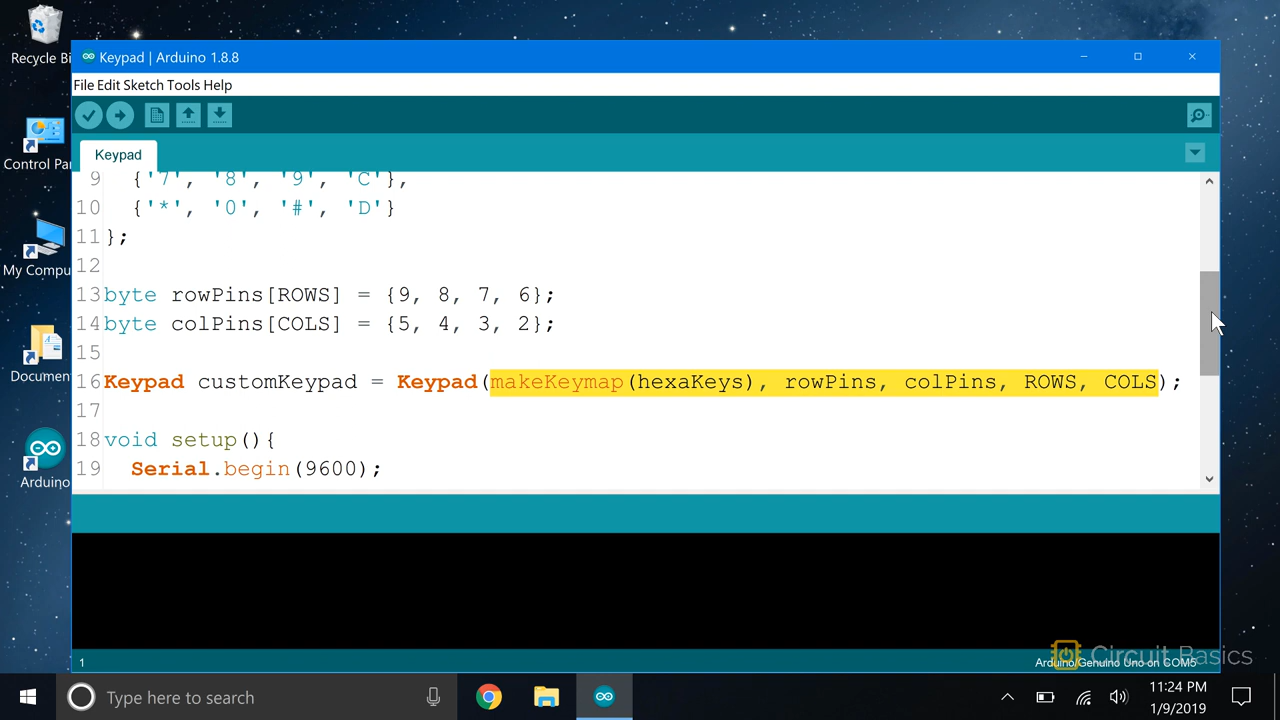 Recycle Bi
Control Pa
My Compu
Documen
Arduino
Keypad | Arduino 1.8.8
File Edit Sketch Tools Help
Keypad
9 {'7', '8', '9', 'C'},
10 {'*', '0', '#', 'D'}
11 };
12
13 byte rowPins[ROWS] = {9, 8, 7, 6};
14 byte colPins[COLS] = {5, 4, 3, 2};
15
16 Keypad customKeypad = Keypad(makeKeymap(hexaKeys), rowPins, colPins, ROWS, COLS);
17
18 void setup(){
19 Serial.begin(9600);
1
Arduino/Genuino Uno on COM5
Circuit Basics
Type here to search
11:24 PM
1/9/2019